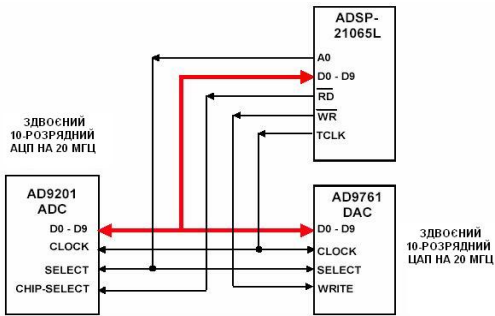 ADSP-
21065L
A0
D0 - D9
RD
WR
TCLK
ЗДВОЄНИЙ
10-РОЗРЯДНИЙ
АЦП НА 20 МГЦ
AD9201
ADC
D0 - D9
CLOCK
SELECT
CHIP-SELECT
AD9761
DAC
D0 - D9
CLOCK
SELECT
WRITE
ЗДВОЄНИЙ
10-РОЗРЯДНИЙ
ЦАП НА 20 МГЦ